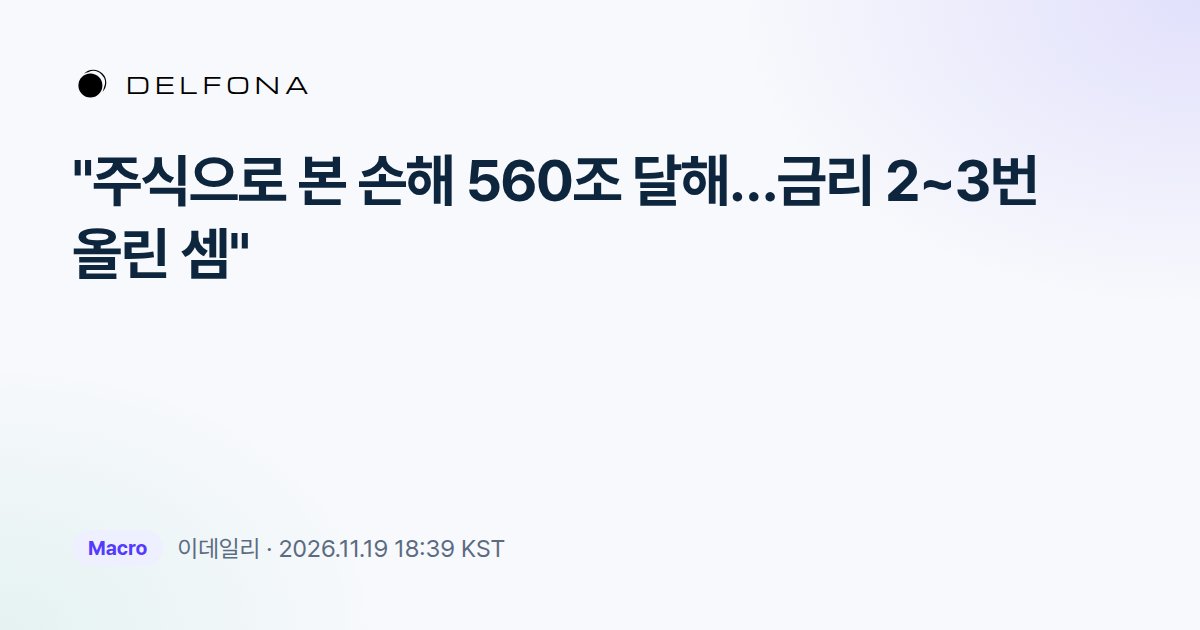 DELFONA
"주식으로 본 손해 560조 달해...금리 2~3번
올린 셈"
Macro 이데일리 · 2026.11.19 18:39 KST